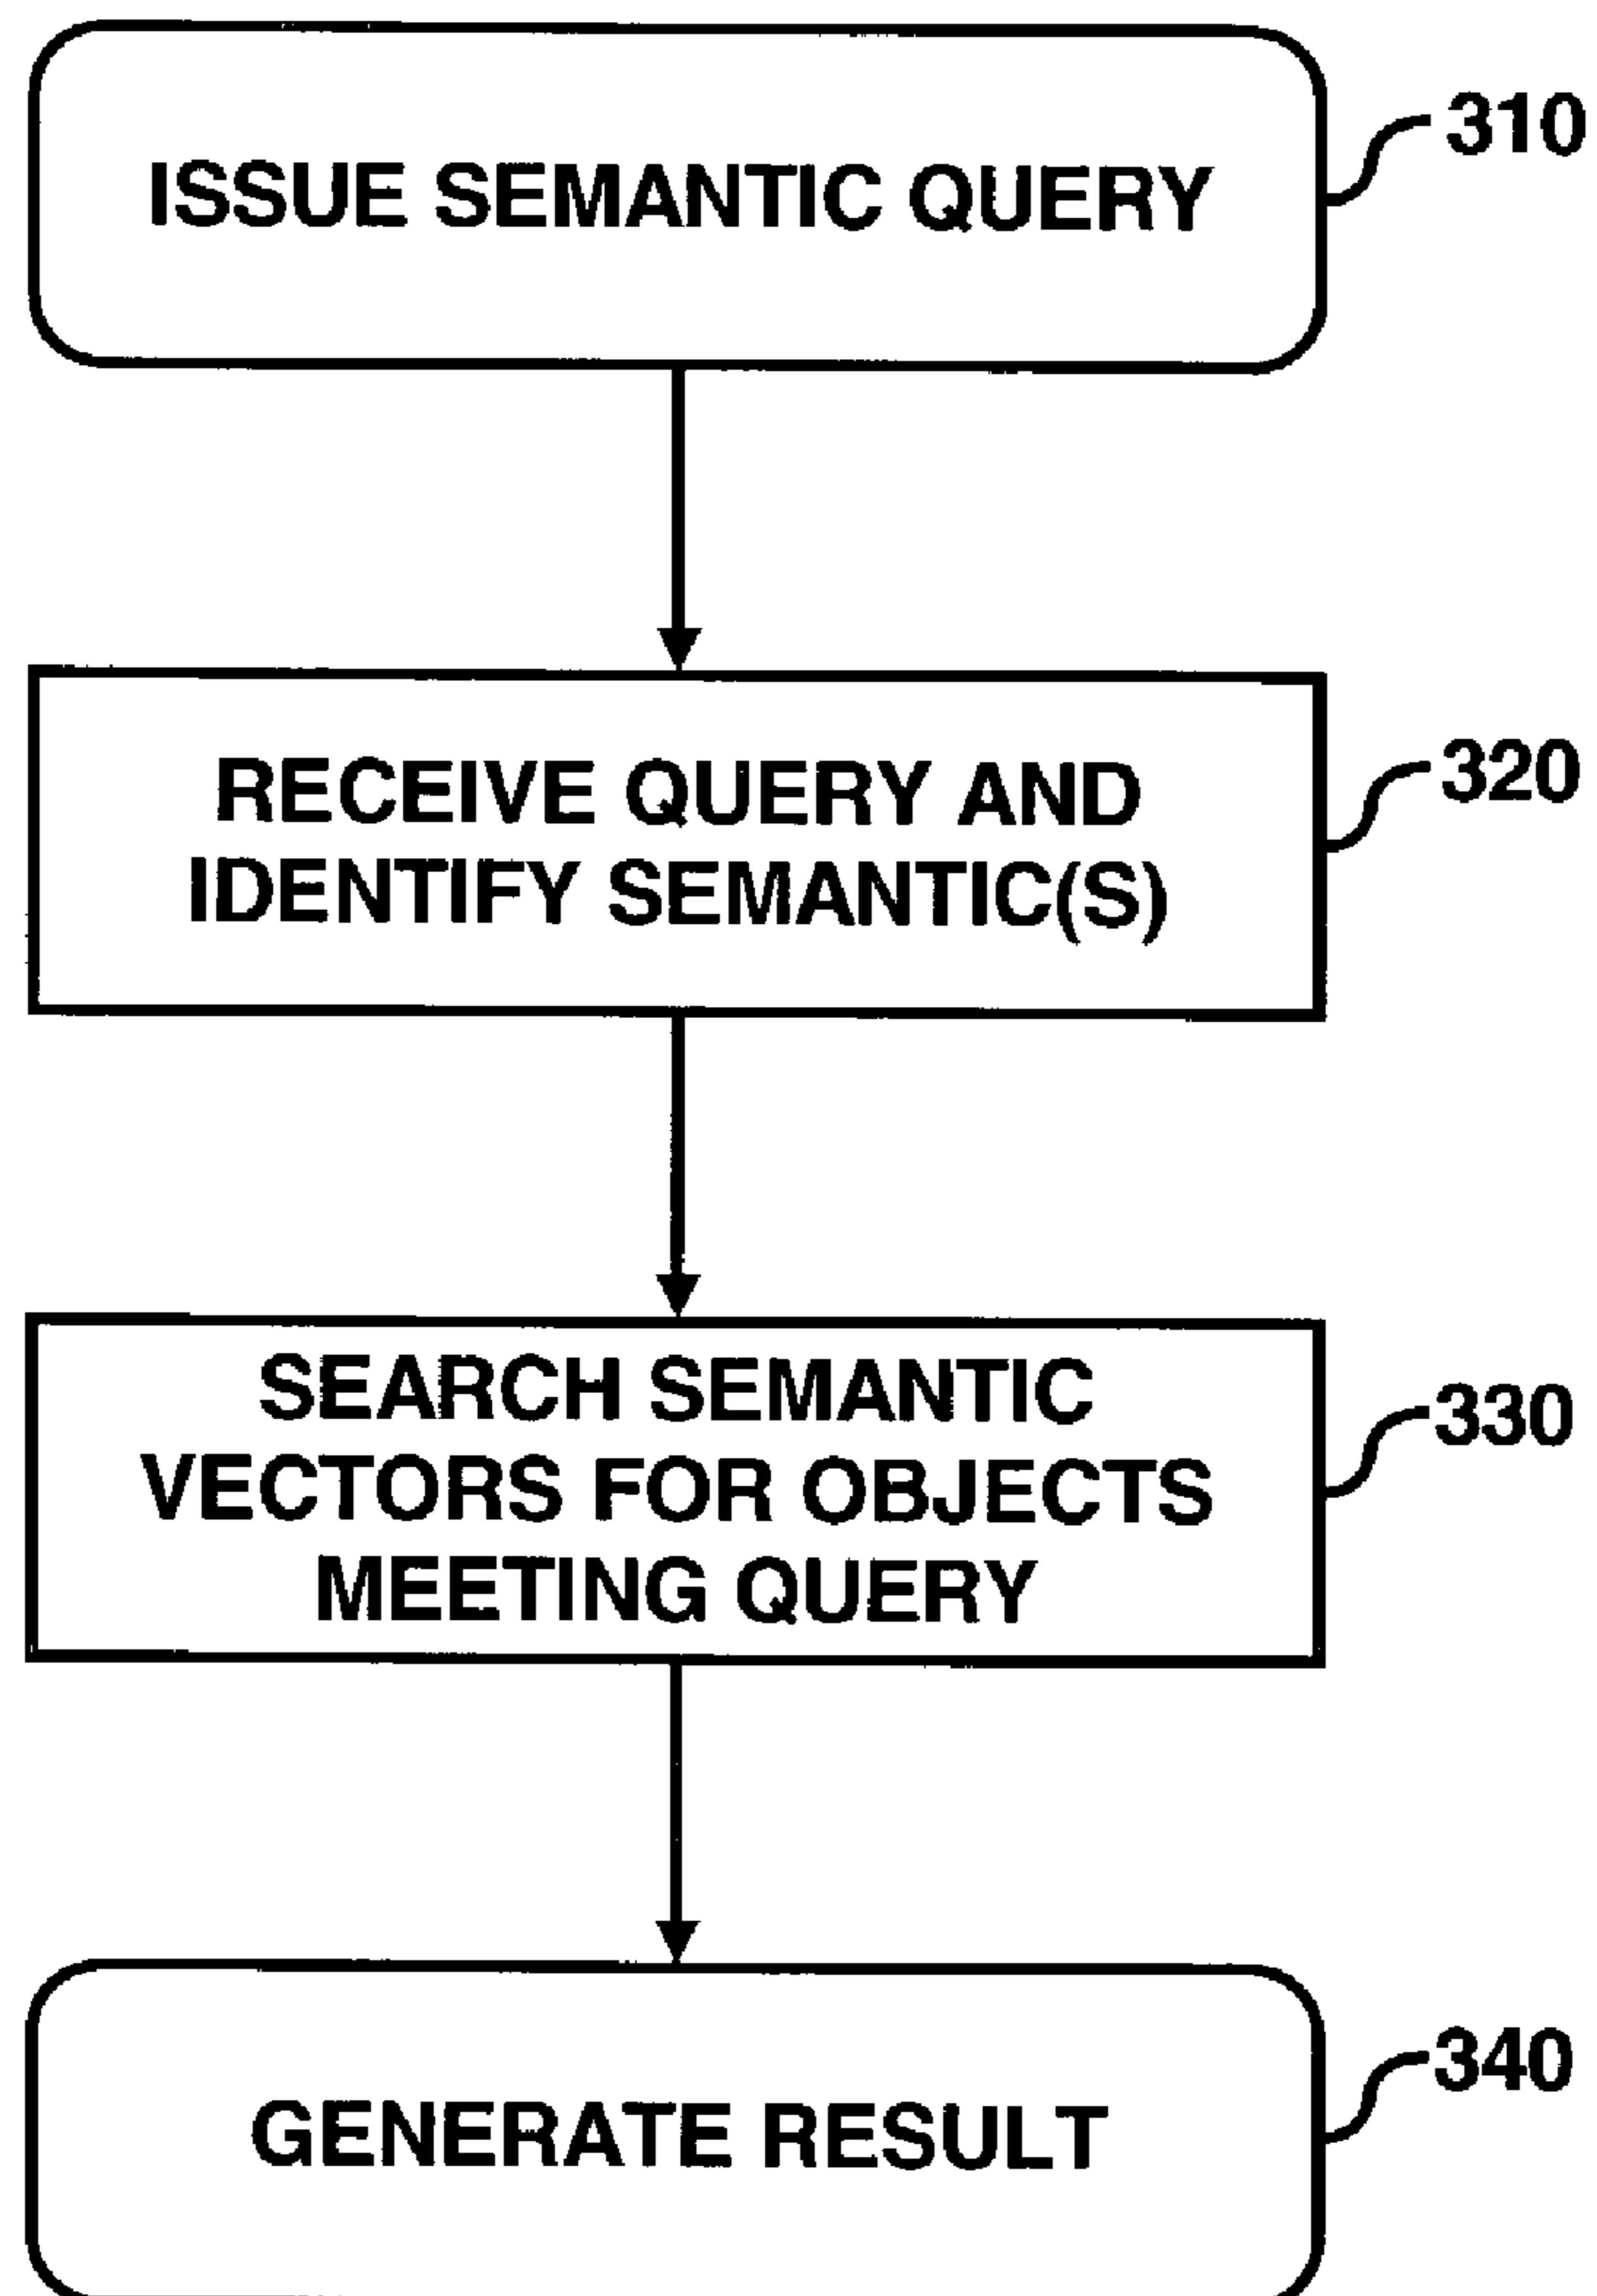 ISSUE SEMANTIC QUERY
310
RECEIVE QUERY AND
IDENTIFY SEMANTIC(S)
320
SEARCH SEMANTIC
VECTORS FOR OBJECTS
MEETING QUERY
330
GENERATE RESULT
340